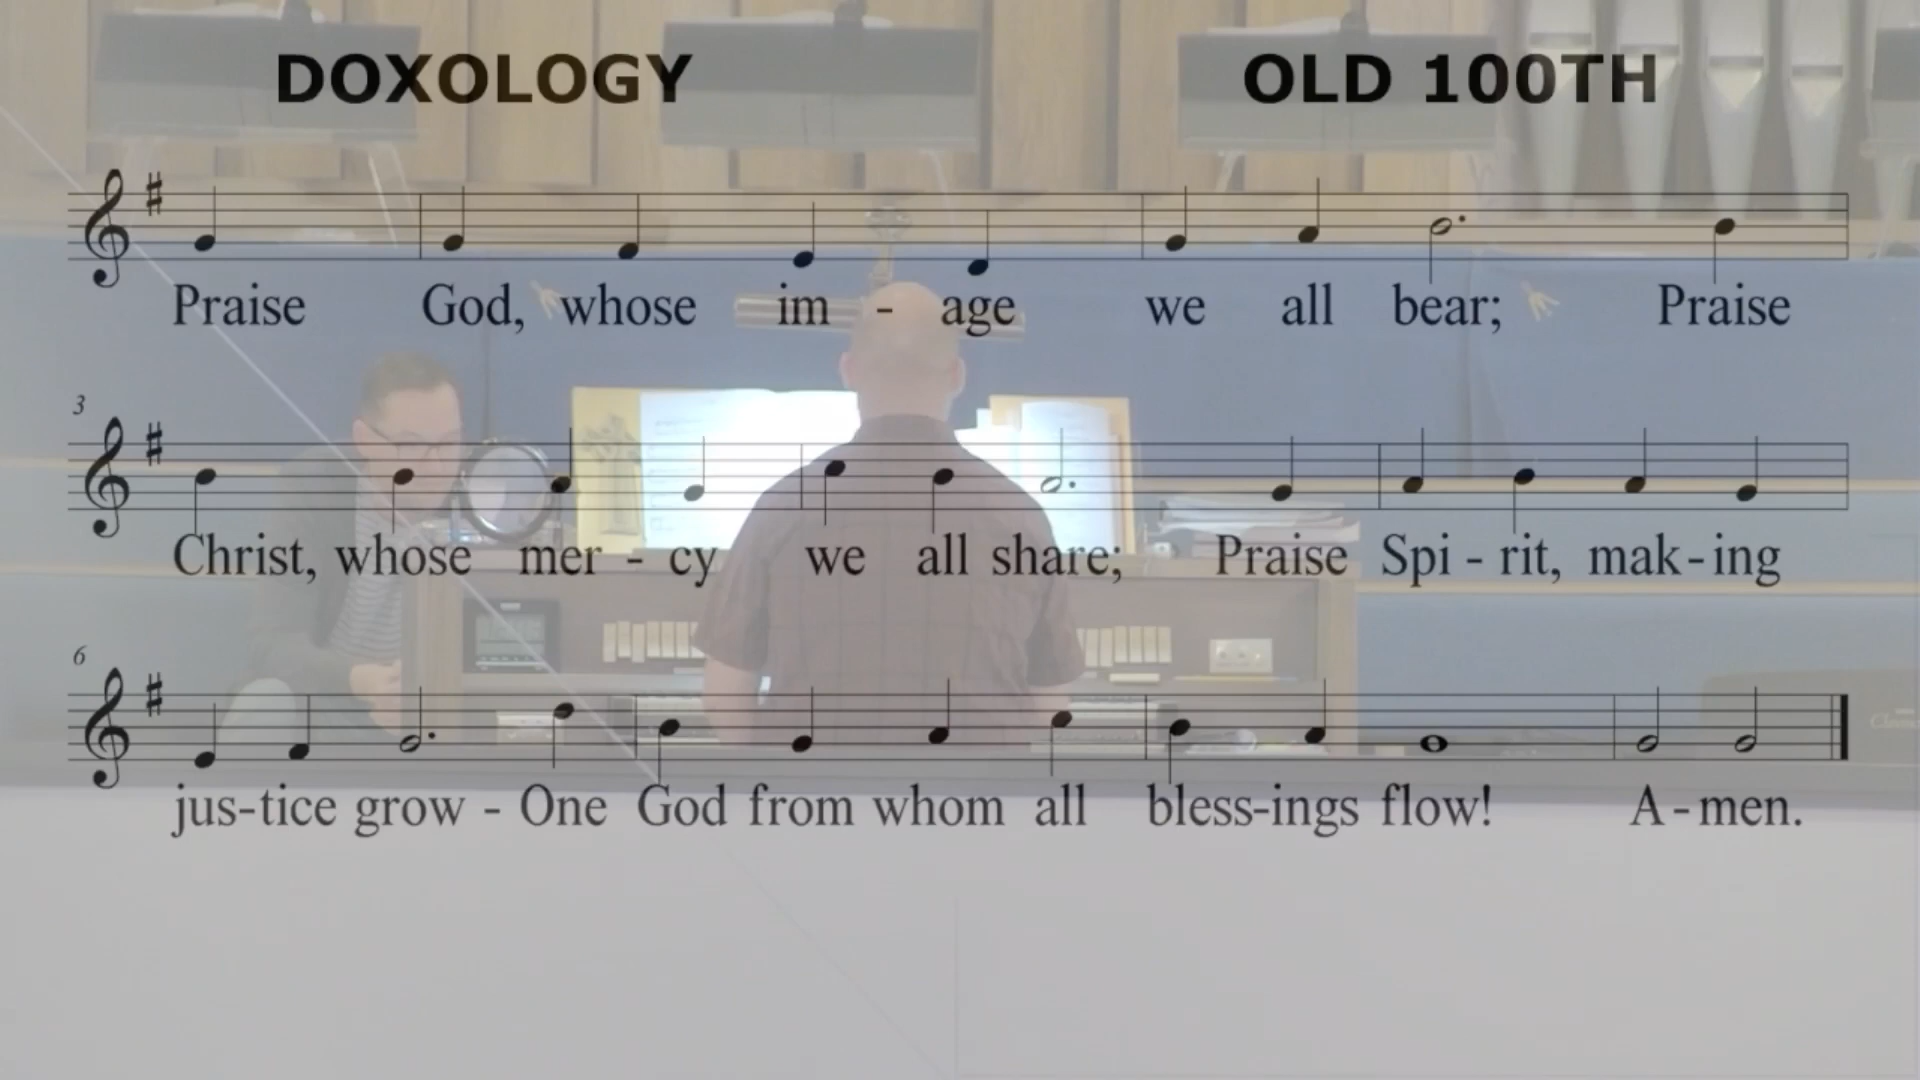 DOXOLOGY OLD 100TH
Praise God, whose im - age we all bear; Praise
3
Christ, whose mer - cy we all share; Praise Spi - rit, mak - ing
6
jus - tice grow - One God from whom all bless - ings flow! A - men.